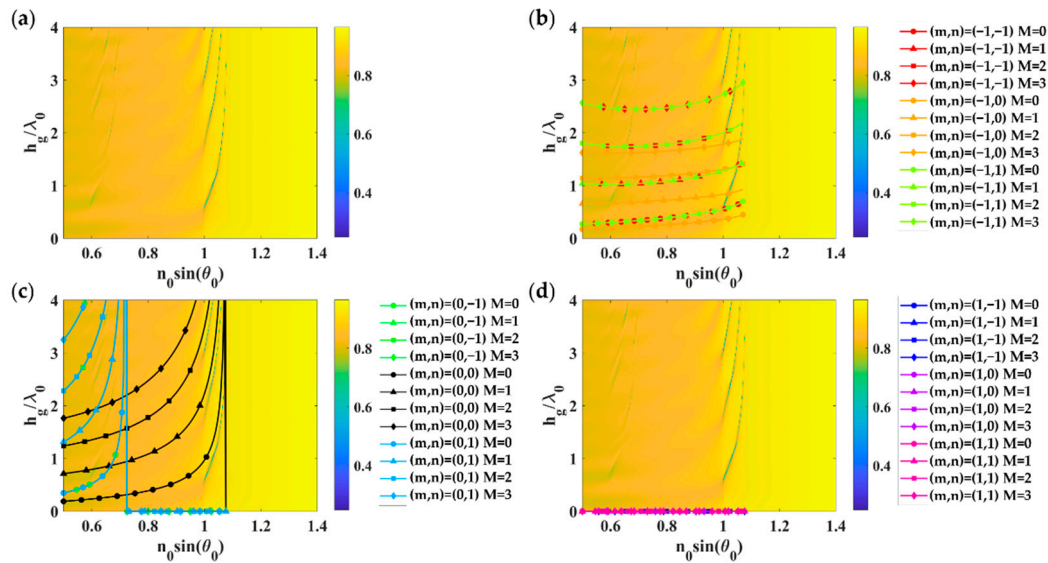 (a)
h_g/λ_0
4
3
2
1
0
0.6 0.8 1 1.2 1.4
n_0sin(θ_0)
0.8
0.6
0.4
(b)
h_g/λ_0
4
3
2
1
0
0.6 0.8 1 1.2 1.4
n_0sin(θ_0)
0.8
0.6
0.4
(m,n)=(−1,−1) M=0
(m,n)=(−1,−1) M=1
(m,n)=(−1,−1) M=2
(m,n)=(−1,−1) M=3
(m,n)=(−1,0) M=0
(m,n)=(−1,0) M=1
(m,n)=(−1,0) M=2
(m,n)=(−1,0) M=3
(m,n)=(−1,1) M=0
(m,n)=(−1,1) M=1
(m,n)=(−1,1) M=2
(m,n)=(−1,1) M=3
(c)
h_g/λ_0
4
3
2
1
0
0.6 0.8 1 1.2 1.4
n_0sin(θ_0)
0.8
0.6
0.4
(m,n)=(0,−1) M=0
(m,n)=(0,−1) M=1
(m,n)=(0,−1) M=2
(m,n)=(0,−1) M=3
(m,n)=(0,0) M=0
(m,n)=(0,0) M=1
(m,n)=(0,0) M=2
(m,n)=(0,0) M=3
(m,n)=(0,1) M=0
(m,n)=(0,1) M=1
(m,n)=(0,1) M=2
(m,n)=(0,1) M=3
(d)
h_g/λ_0
4
3
2
1
0
0.6 0.8 1 1.2 1.4
n_0sin(θ_0)
0.8
0.6
0.4
(m,n)=(1,−1) M=0
(m,n)=(1,−1) M=1
(m,n)=(1,−1) M=2
(m,n)=(1,−1) M=3
(m,n)=(1,0) M=0
(m,n)=(1,0) M=1
(m,n)=(1,0) M=2
(m,n)=(1,0) M=3
(m,n)=(1,1) M=0
(m,n)=(1,1) M=1
(m,n)=(1,1) M=2
(m,n)=(1,1) M=3